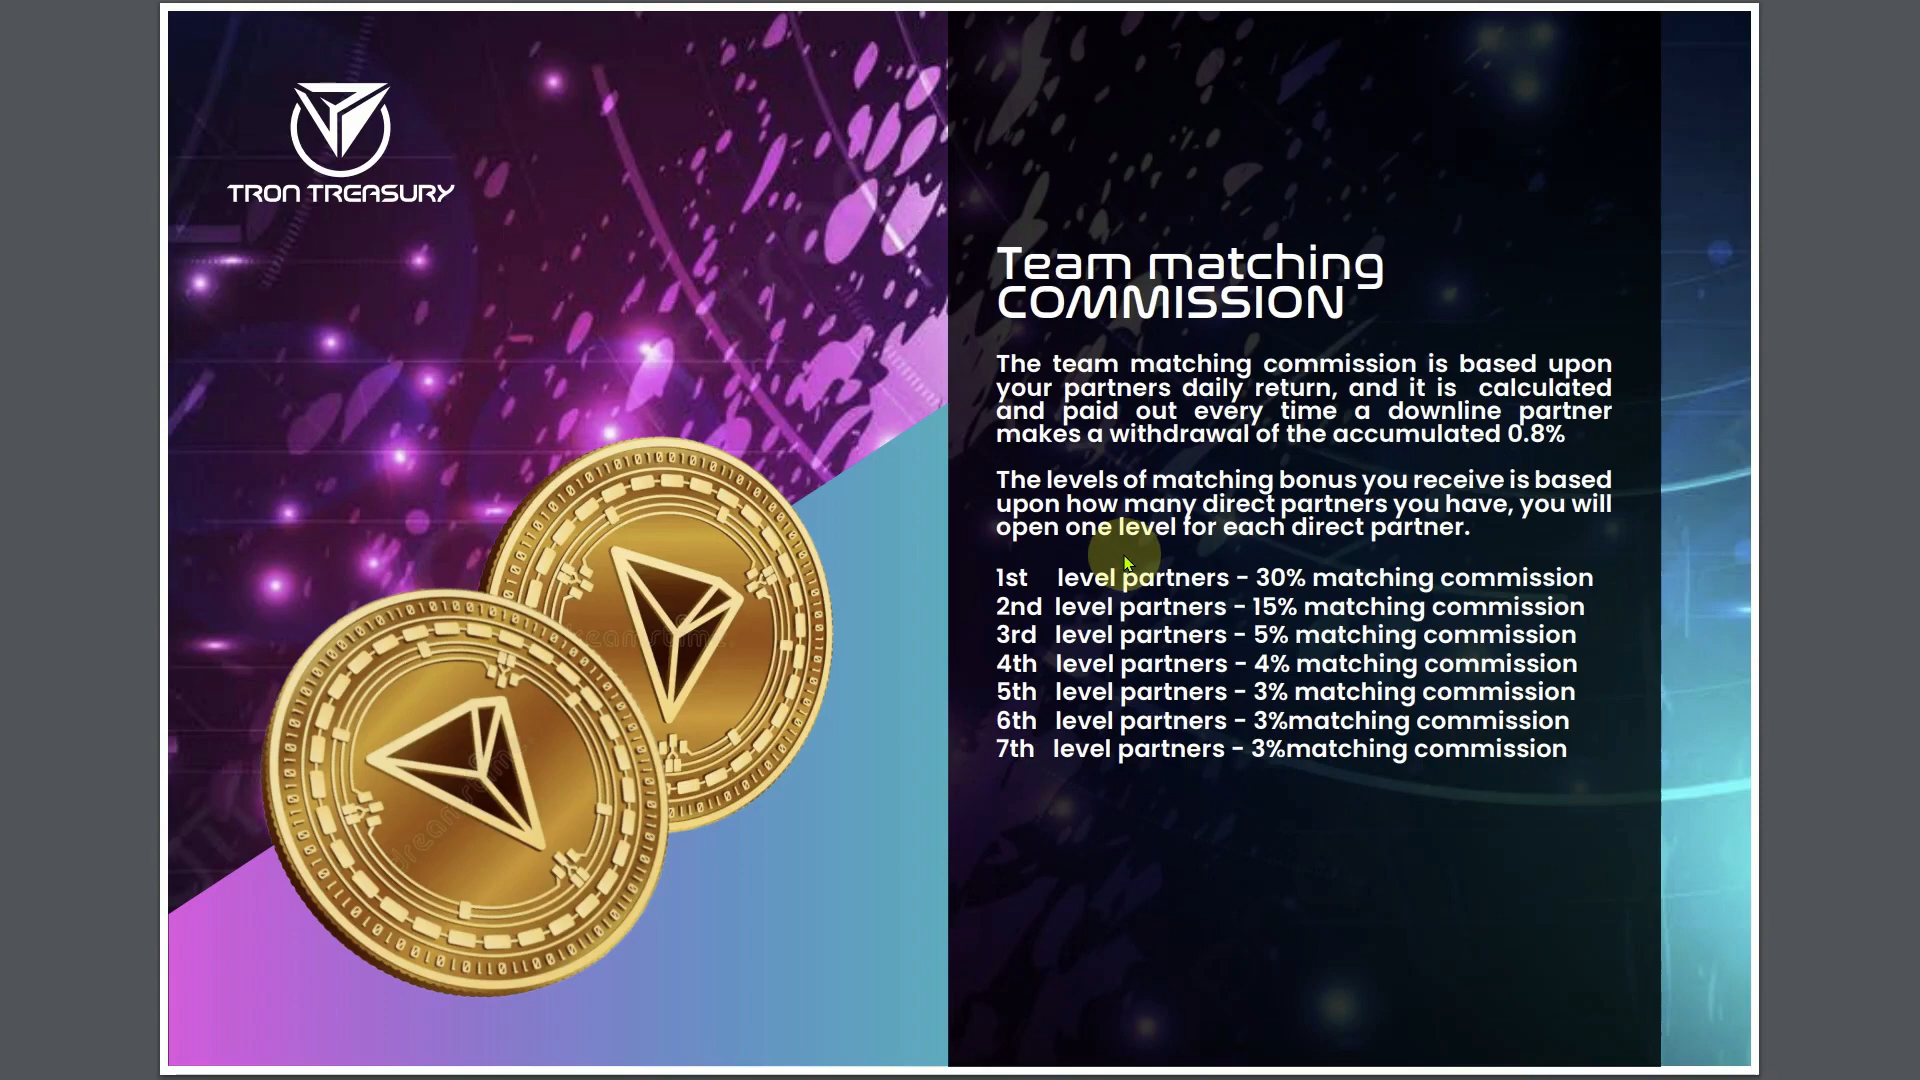 TRON TREASURY
Team matching
COMMISSION
The team matching commission is based upon
your partners daily return, and it is calculated
and paid out every time a downline partner
makes a withdrawal of the accumulated 0.8%
The levels of matching bonus you receive is based
upon how many direct partners you have, you will
open one level for each direct partner.
1st level partners - 30% matching commission
2nd level partners - 15% matching commission
3rd level partners - 5% matching commission
4th level partners - 4% matching commission
5th level partners - 3% matching commission
6th level partners - 3%matching commission
7th level partners - 3%matching commission